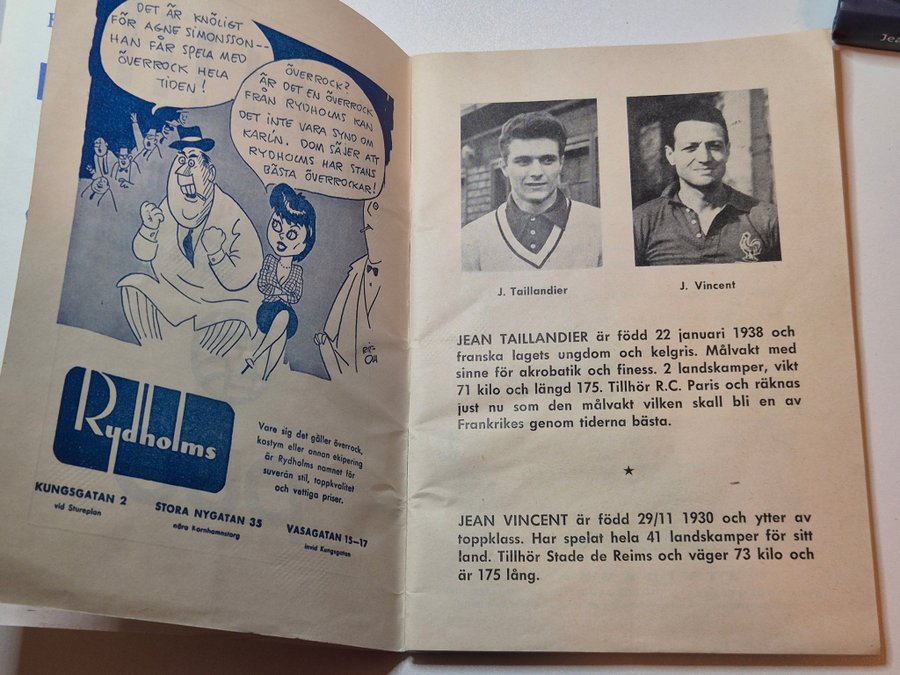 DET ÄR KNÖLIGT
FÖR AGNE SIMONSSON--
HAN FÅR SPELA MED
ÖVERROCK HELA
TIDEN!
ÖVERROCK?
ÄR DET EN ÖVERROCK
FRÅN RYDHOLMS KAN
DET INTE VARA SYND OM
KARL'N. DOM SÄJER ATT
RYDHOLMS HAR STANS
BÄSTA ÖVERROCKAR!
Rydholms
Vare sig det gäller överrock,
kostym eller annan ekipering
är Rydholms namnet för
suverän stil, toppkvalitet
och vettiga priser.
KUNGSGATAN 2
vid Stureplan
STORA NYGATAN 35
nära Kornhamnstorg
VASAGATAN 15–17
invid Kungsgatan
J. Taillandier
J. Vincent
JEAN TAILLANDIER är född 22 januari 1938 och
franska lagets ungdom och kelgris. Målvakt med
sinne för akrobatik och finess. 2 landskamper, vikt
71 kilo och längd 175. Tillhör R.C. Paris och räknas
just nu som den målvakt vilken skall bli en av
Frankrikes genom tiderna bästa.
JEAN VINCENT är född 29/11 1930 och ytter av
toppklass. Har spelat hela 41 landskamper för sitt
land. Tillhör Stade de Reims och väger 73 kilo och
är 175 lång.
Jea